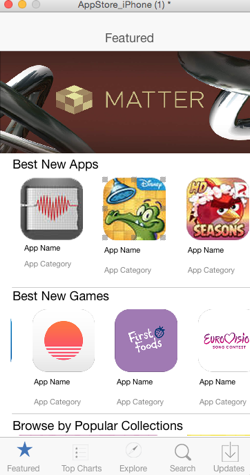 AppStore_iPhone (1) *
Featured
MATTER
Best New Apps
Disney
HD
SEASONS
App Name
App Name
App Name
App Category
App Category
App Category
Best New Games
First
foods
EUROVISION
SONG CONTEST
App Name
App Name
App Name
App Category
App Category
App Category
Browse by Popular Collections
Featured
Top Charts
Explore
Search
Updates